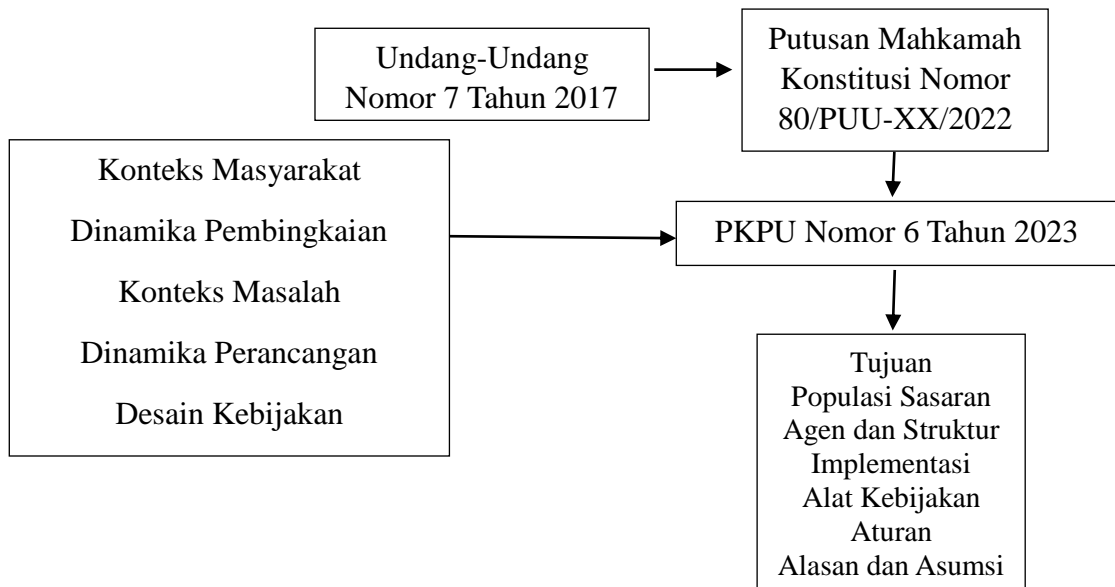 Undang-Undang
Nomor 7 Tahun 2017
Putusan Mahkamah
Konstitusi Nomor
80/PUU-XX/2022
Konteks Masyarakat
Dinamika Pembingkaian
Konteks Masalah
Dinamika Perancangan
Desain Kebijakan
PKPU Nomor 6 Tahun 2023
Tujuan
Populasi Sasaran
Agen dan Struktur
Implementasi
Alat Kebijakan
Aturan
Alasan dan Asumsi